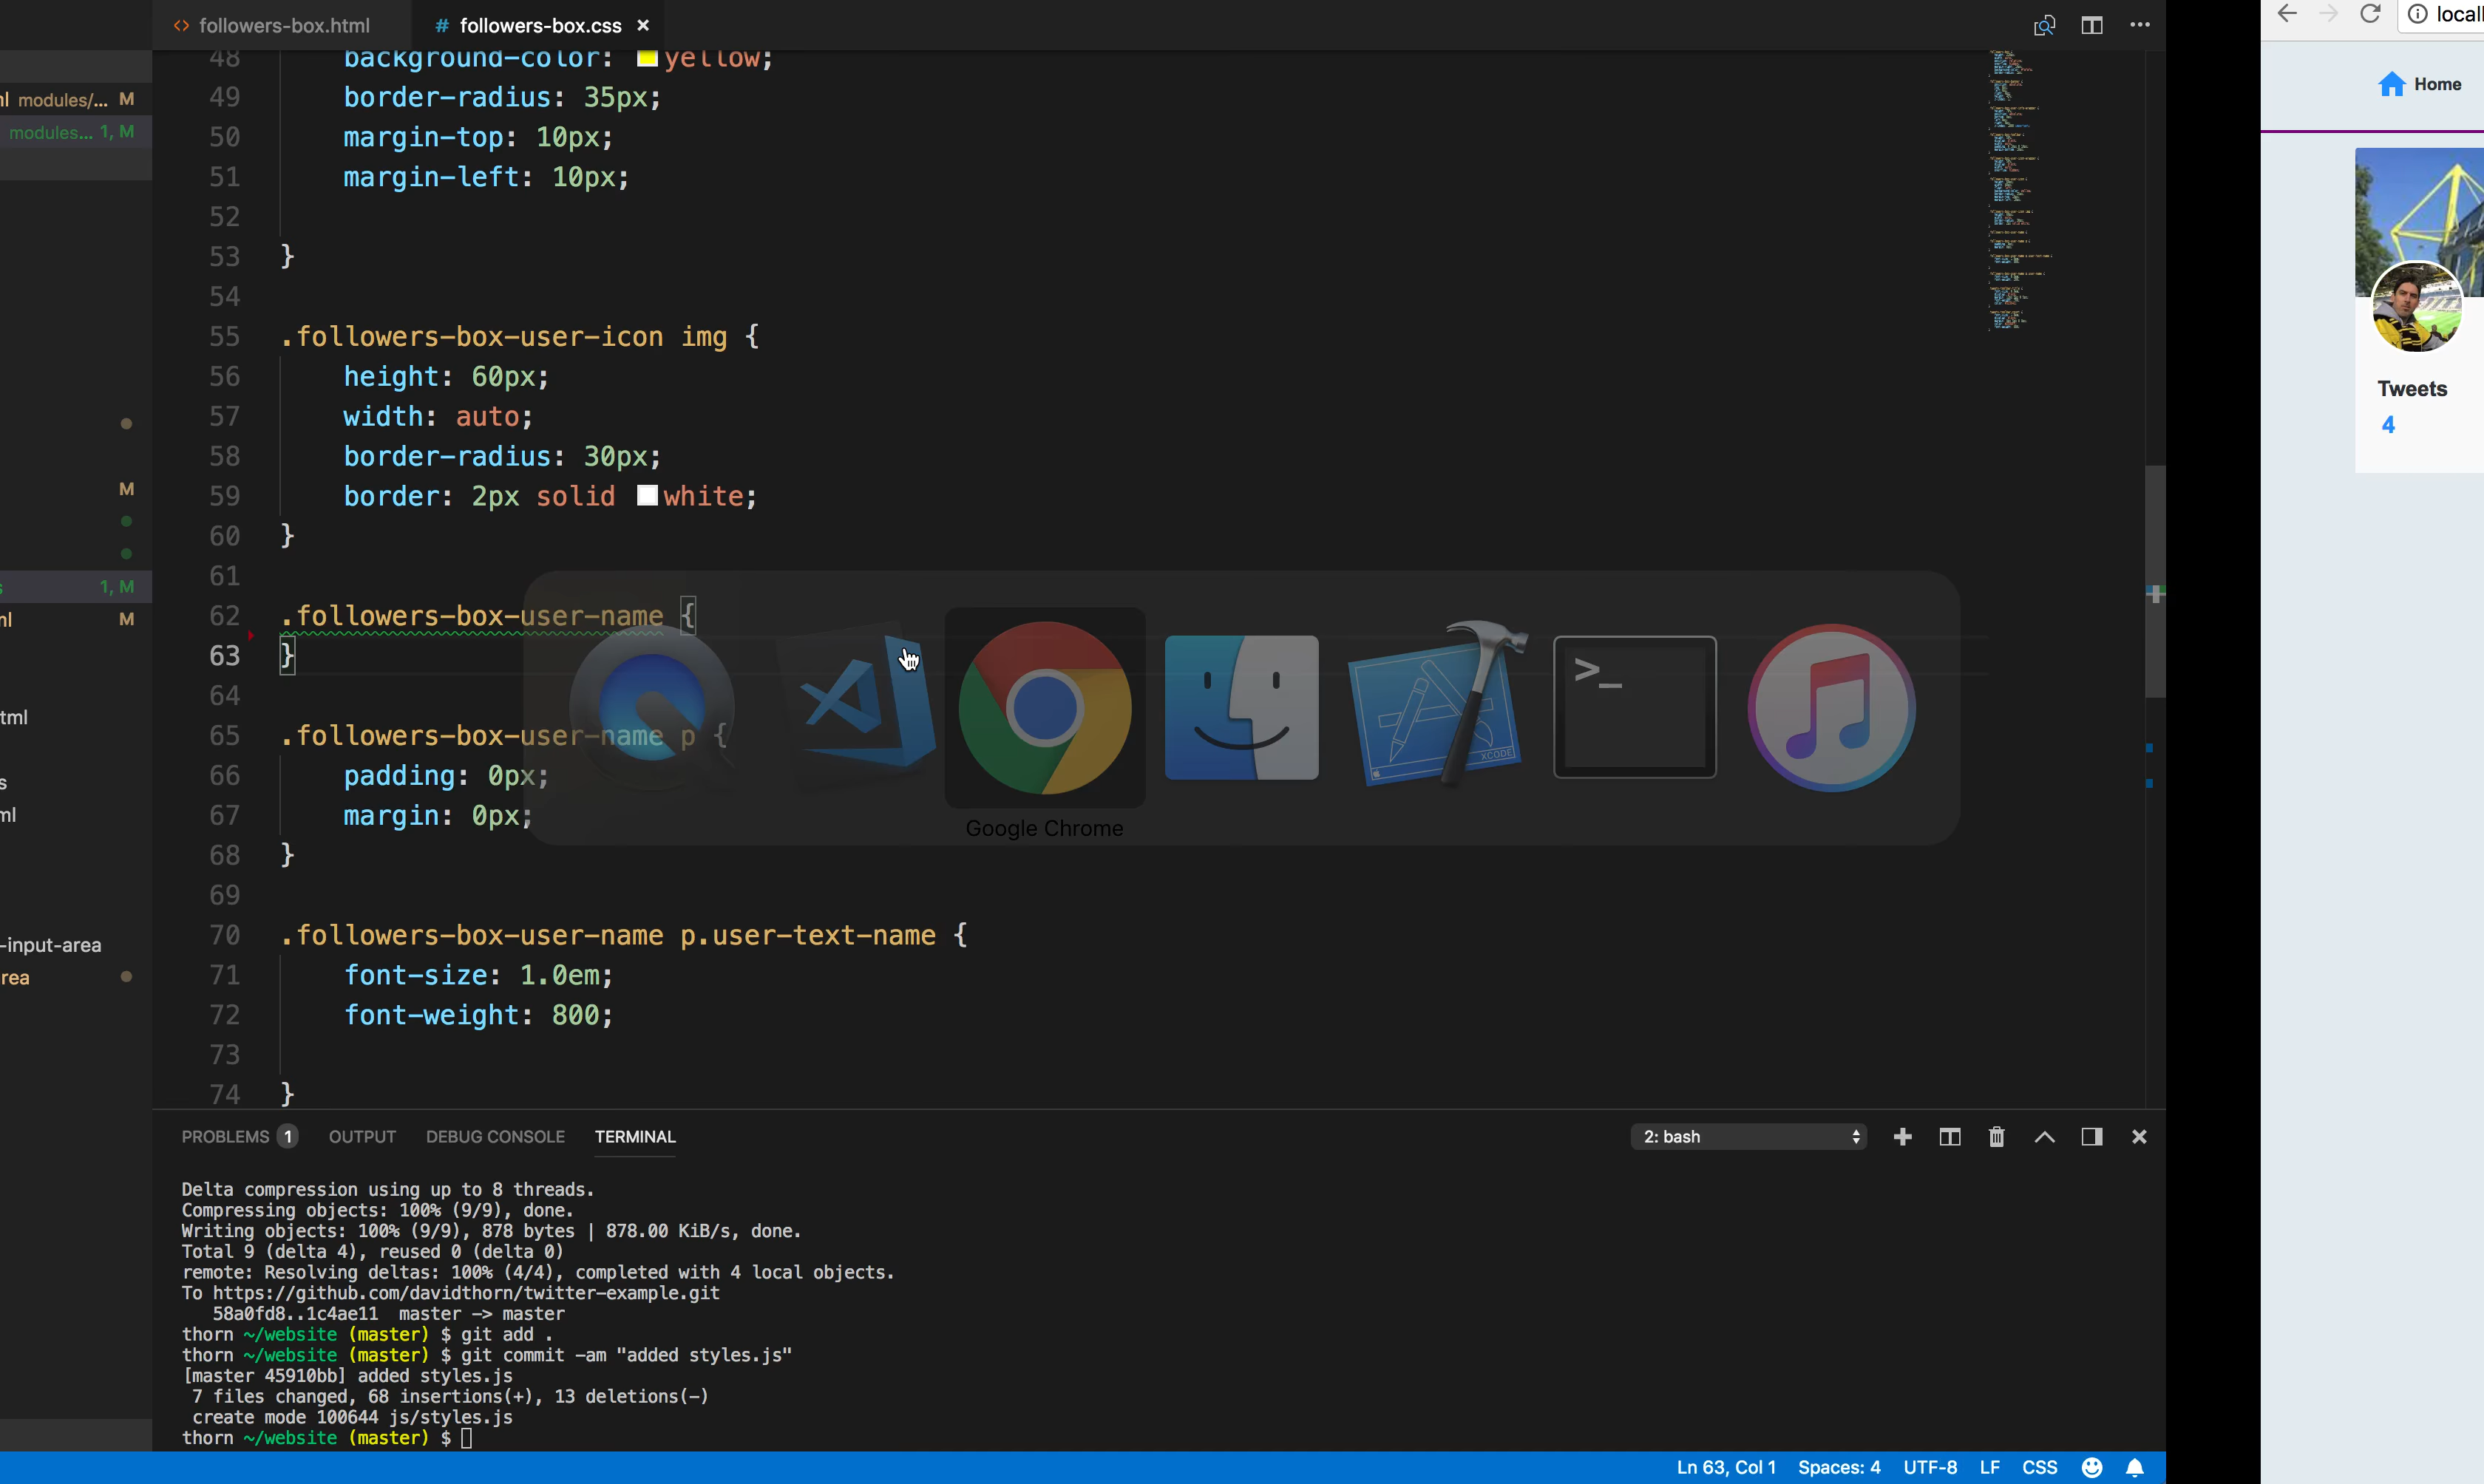 followers-box.html
# followers-box.css ×
48 background-color: yellow;
49 border-radius: 35px;
50 margin-top: 10px;
51 margin-left: 10px;
52
53 }
54
55 .followers-box-user-icon img {
56 height: 60px;
57 width: auto;
58 border-radius: 30px;
59 border: 2px solid white;
60 }
61
62 .followers-box-user-name {
63 }
64
65 .followers-box-user-name p {
66 padding: 0px;
67 margin: 0px;
68 }
69
70 .followers-box-user-name p.user-text-name {
71 font-size: 1.0em;
72 font-weight: 800;
73
74 }
ml modules/... M
modules... 1, M
M
s 1, M
ml M
tml
s
ml
-input-area
rea
>_
XCODE
Google Chrome
PROBLEMS 1 OUTPUT DEBUG CONSOLE TERMINAL
2: bash
Delta compression using up to 8 threads.
Compressing objects: 100% (9/9), done.
Writing objects: 100% (9/9), 878 bytes | 878.00 KiB/s, done.
Total 9 (delta 4), reused 0 (delta 0)
remote: Resolving deltas: 100% (4/4), completed with 4 local objects.
To https://github.com/davidthorn/twitter-example.git
58a0fd8..1c4ae11 master -> master
thorn ~/website (master) $ git add .
thorn ~/website (master) $ git commit -am "added styles.js"
[master 45910bb] added styles.js
7 files changed, 68 insertions(+), 13 deletions(-)
create mode 100644 js/styles.js
thorn ~/website (master) $
Ln 63, Col 1 Spaces: 4 UTF-8 LF CSS
locall
Home
Tweets
4